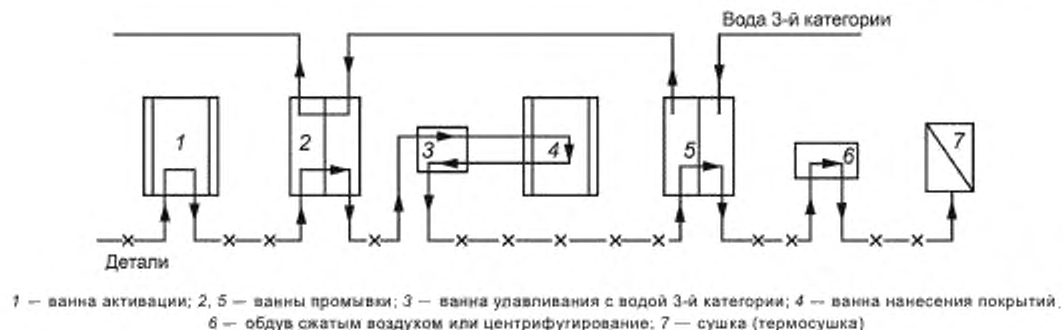 Вода 3-й категории
1
2
3
4
5
6
7
Детали
1 — ванна активации; 2, 5 — ванны промывки; 3 — ванна улавливания с водой 3-й категории; 4 — ванна нанесения покрытий.
6 — обдув сжатым воздухом или центрифугирование; 7 — сушка (термосушка)